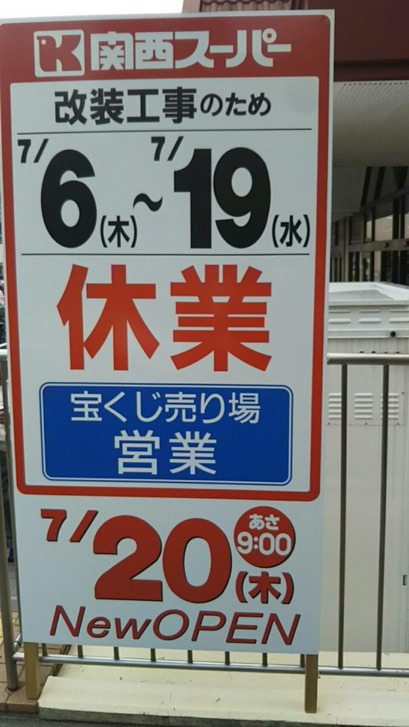 K 関西スーパー
改装工事のため
7/6(木)~7/19(水)
休業
宝くじ売り場
営業
7/20(木)
あさ
9:00
NewOPEN